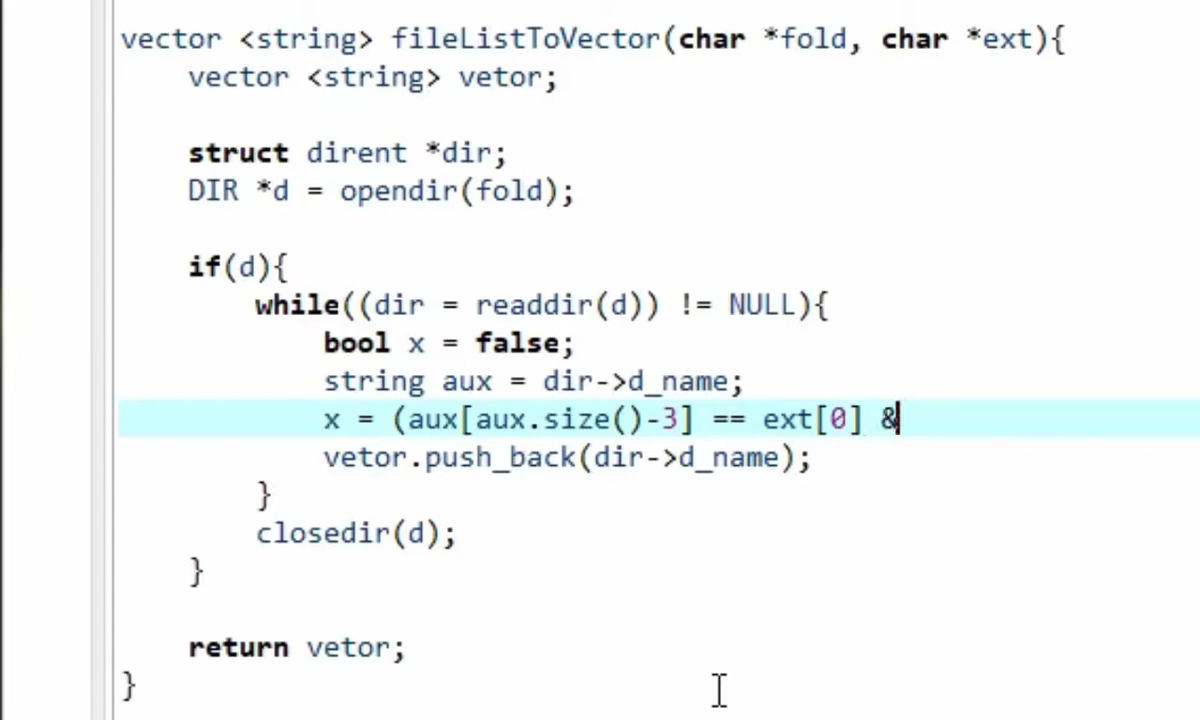 vector <string> fileListToVector(char *fold, char *ext){
    vector <string> vetor;
    struct dirent *dir;
    DIR *d = opendir(fold);
    if(d){
        while((dir = readdir(d)) != NULL){
            bool x = false;
            string aux = dir->d_name;
            x = (aux[aux.size()-3] == ext[0] &
            vetor.push_back(dir->d_name);
        }
        closedir(d);
    }
    return vetor;
}